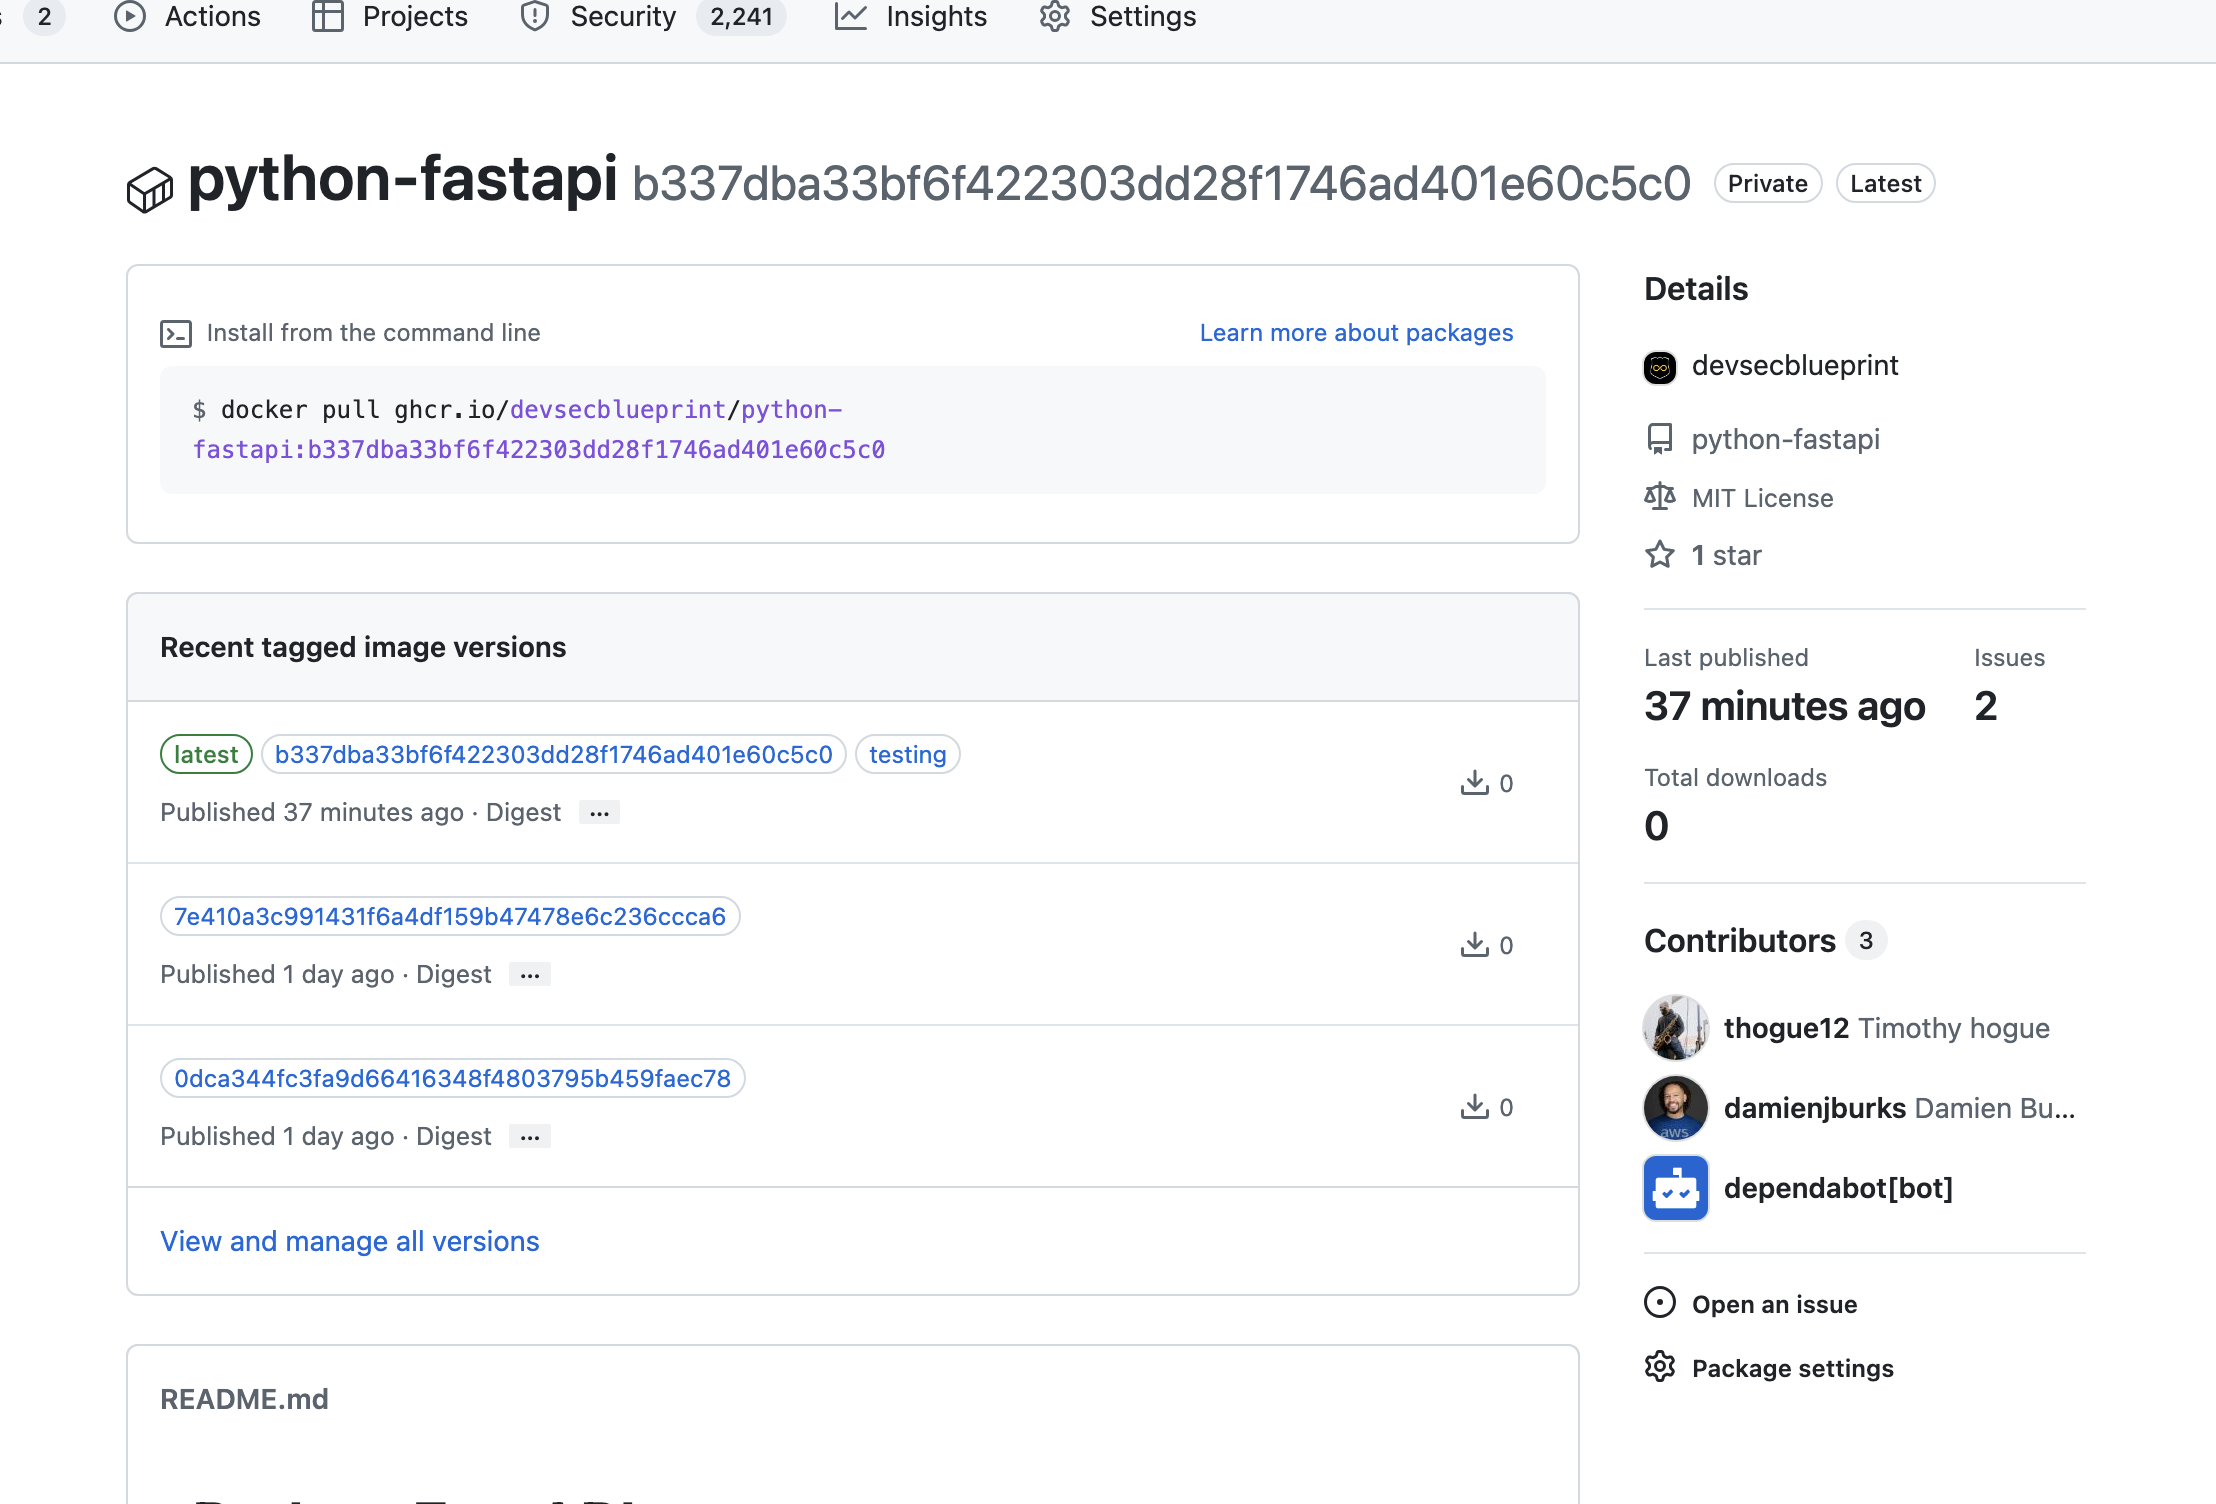 2 Actions Projects Security 2,241 Insights Settings
python-fastapi b337dba33bf6f422303dd28f1746ad401e60c5c0 Private Latest
Install from the command line Learn more about packages
$ docker pull ghcr.io/devsecblueprint/python-
fastapi:b337dba33bf6f422303dd28f1746ad401e60c5c0
Recent tagged image versions
latest b337dba33bf6f422303dd28f1746ad401e60c5c0 testing
0
Published 37 minutes ago · Digest ...
7e410a3c991431f6a4df159b47478e6c236ccca6
0
Published 1 day ago · Digest ...
0dca344fc3fa9d66416348f4803795b459faec78
0
Published 1 day ago · Digest ...
View and manage all versions
README.md
Details
devsecblueprint
python-fastapi
MIT License
1 star
Last published Issues
37 minutes ago 2
Total downloads
0
Contributors 3
thogue12 Timothy hogue
damienjburks Damien Bu...
aws
dependabot[bot]
Open an issue
Package settings